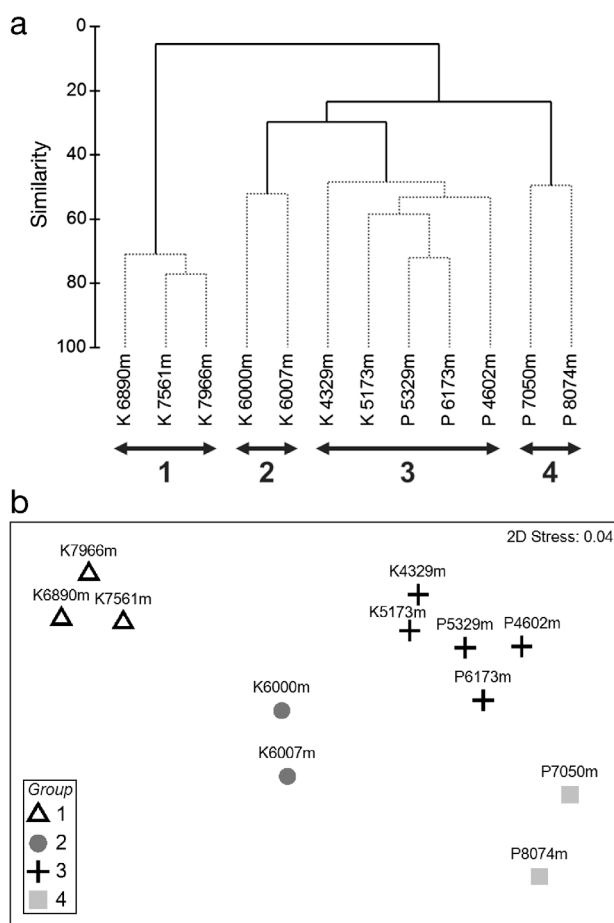 a
0
20
40
60
80
100
Similarity
K 6890m
K 7561m
K 7966m
K 6000m
K 6007m
K 4329m
K 5173m
P 5329m
P 6173m
P 4602m
P 7050m
P 8074m
1 2 3 4
b
2D Stress: 0.04
K7966m
K6890m
K7561m
K4329m
K5173m
P5329m
P4602m
P6173m
K6000m
K6007m
P7050m
P8074m
Group
1
2
3
4